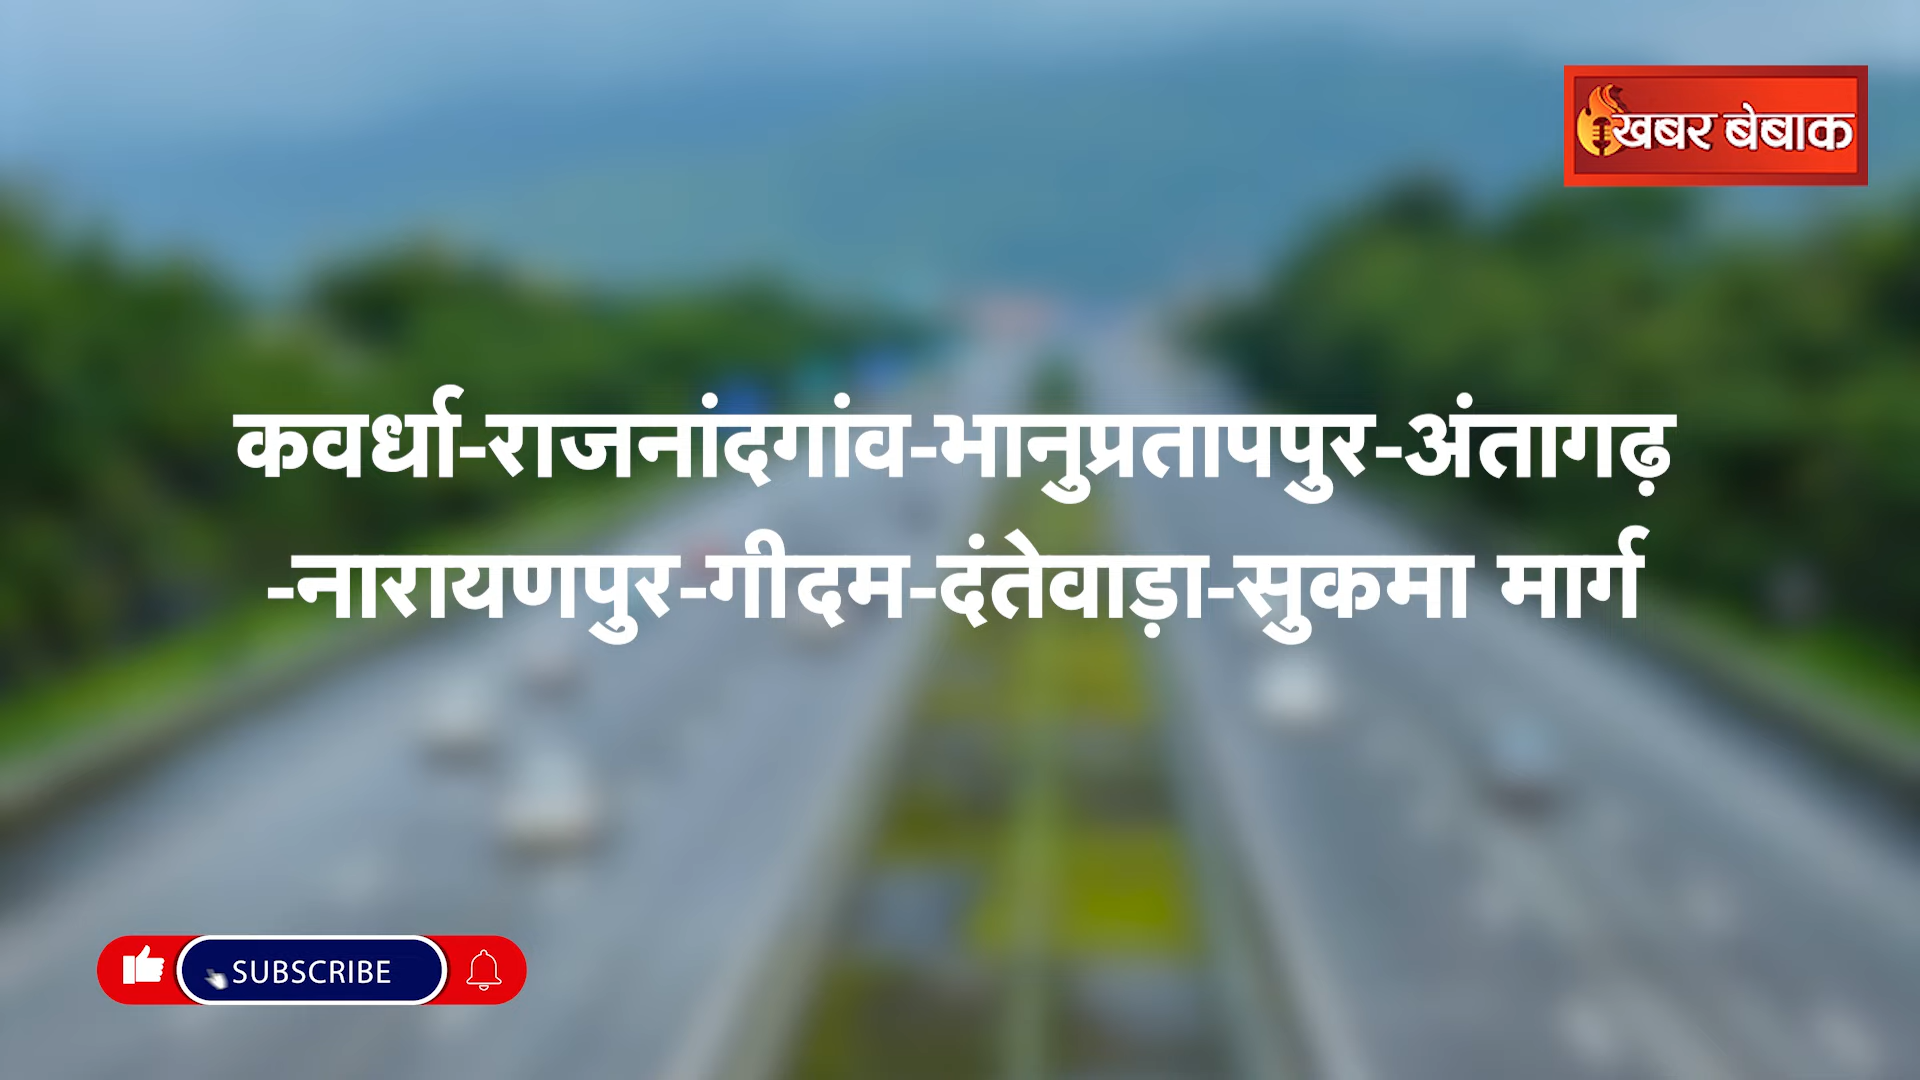 खबर बेबाक
कवर्धा-राजनांदगांव-भानुप्रतापपुर-अंतागढ़
-नारायणपुर-गीदम-दंतेवाड़ा-सुकमा मार्ग
SUBSCRIBE